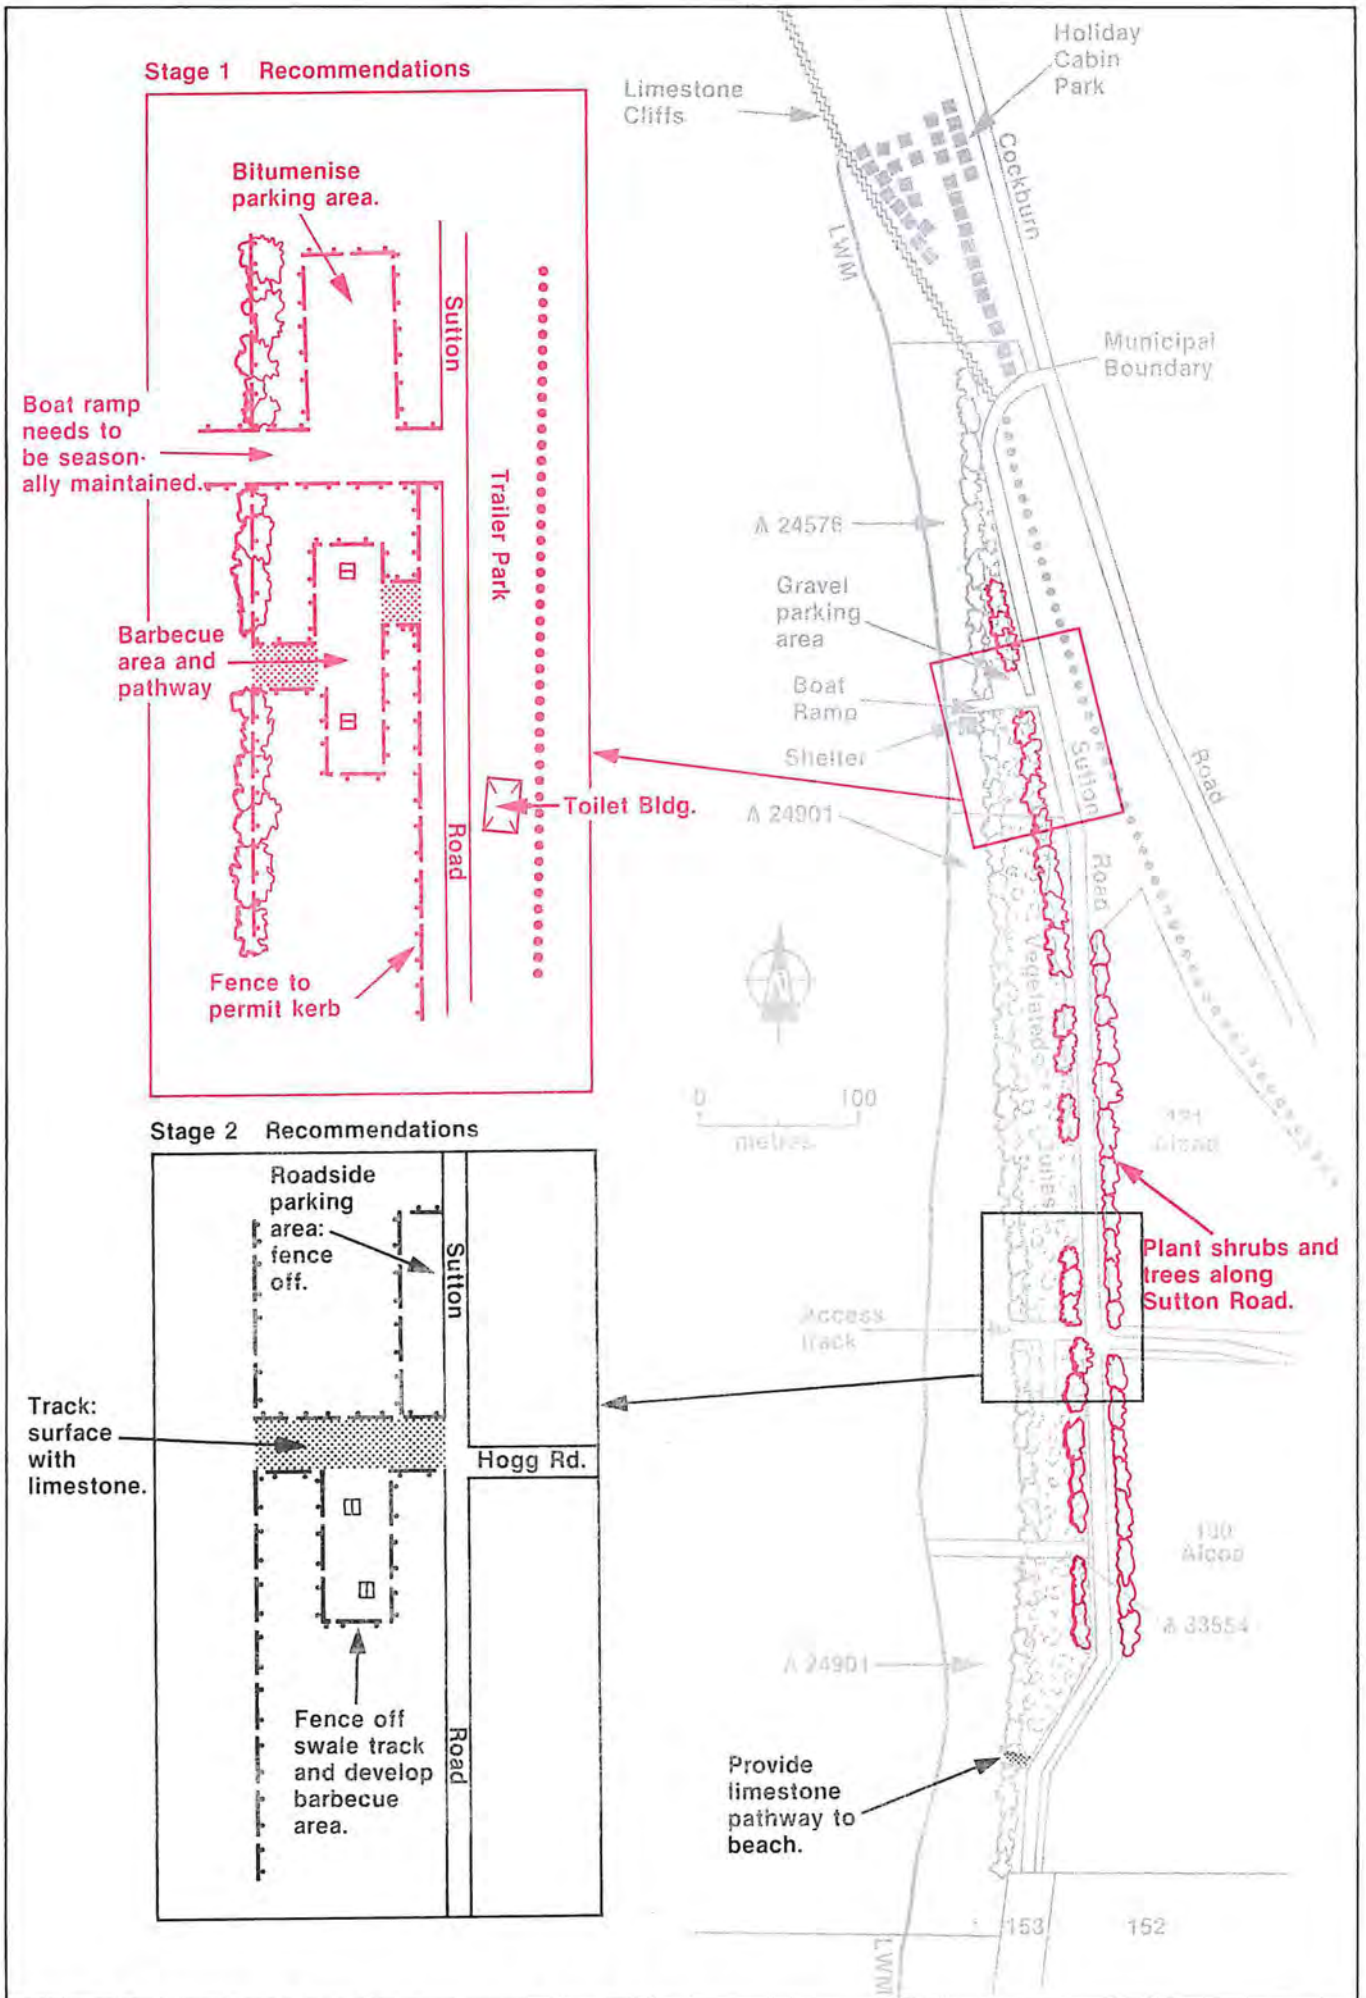 Stage 1 Recommendations
Bitumenise
parking area.
Sutton
Boat ramp
needs to
be season-
ally maintained.
Trailer Park
Barbecue
area and
pathway
Toilet Bldg.
Road
Fence to
permit kerb
Stage 2 Recommendations
Roadside
parking
area:
fence
off.
Sutton
Track:
surface
with
limestone.
Hogg Rd.
Fence off
swale track
and develop
barbecue
area.
Road
Holiday
Cabin
Park
Limestone
Cliffs
Cockburn
LWM
Municipal
Boundary
A 24576
Gravel
parking
area
Boat
Ramp
Shelter
Sutton
Road
A 24901
Road
Vegetated
Dunes
0 100
metres
Plant shrubs and
trees along
Sutton Road.
Access
track
Alcoa
A 33554
A 24901
Provide
limestone
pathway to
beach.
153 152
LWM